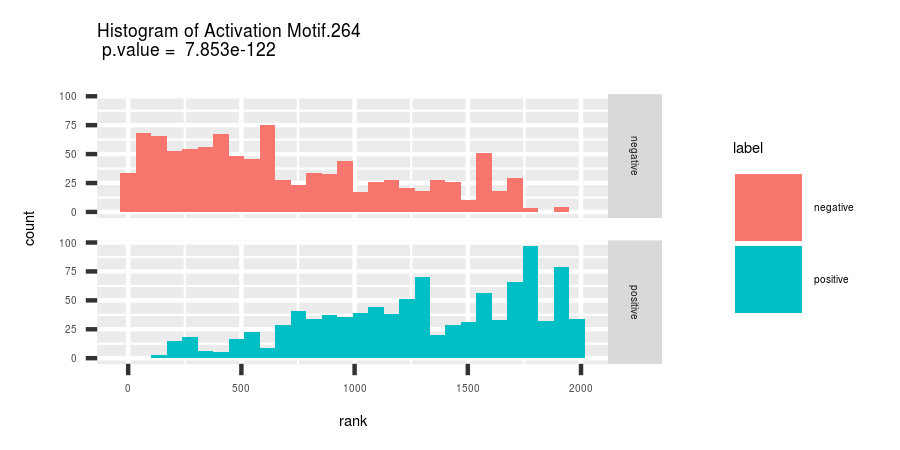 Histogram of Activation Motif.264
p.value = 7.853e-122
count
100
75
50
25
0
negative
100
75
50
25
0
positive
0 500 1000 1500 2000
rank
label
negative
positive